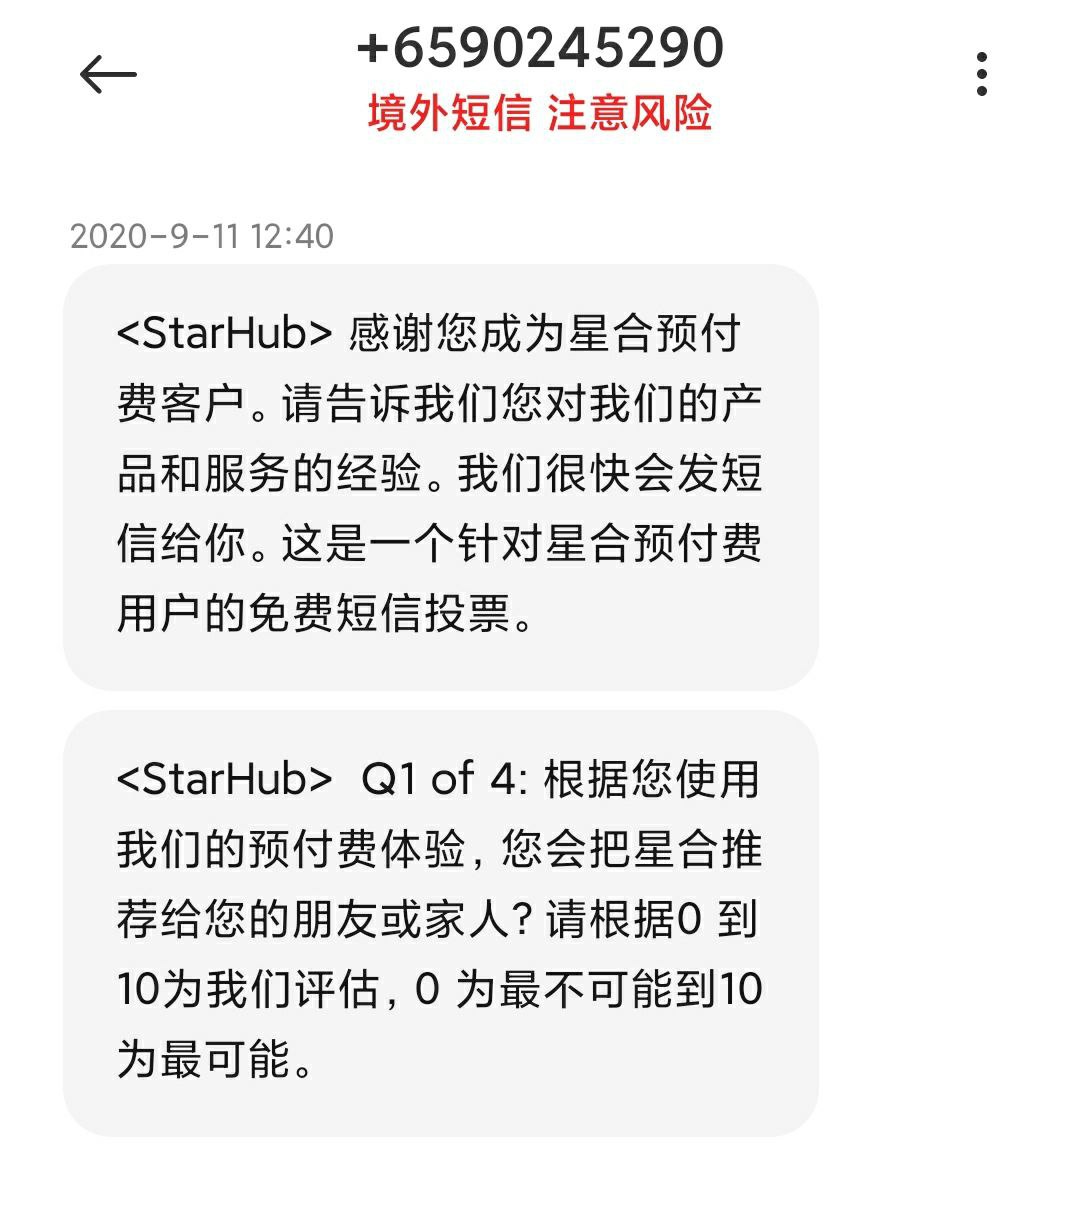 +6590245290
境外短信 注意风险
2020-9-11 12:40
<StarHub> 感谢您成为星合预付
费客户。请告诉我们您对我们的产
品和服务的经验。我们很快会发短
信给你。这是一个针对星合预付费
用户的免费短信投票。
<StarHub>  Q1 of 4: 根据您使用
我们的预付费体验, 您会把星合推
荐给您的朋友或家人? 请根据0 到
10为我们评估, 0 为最不可能到10
为最可能。